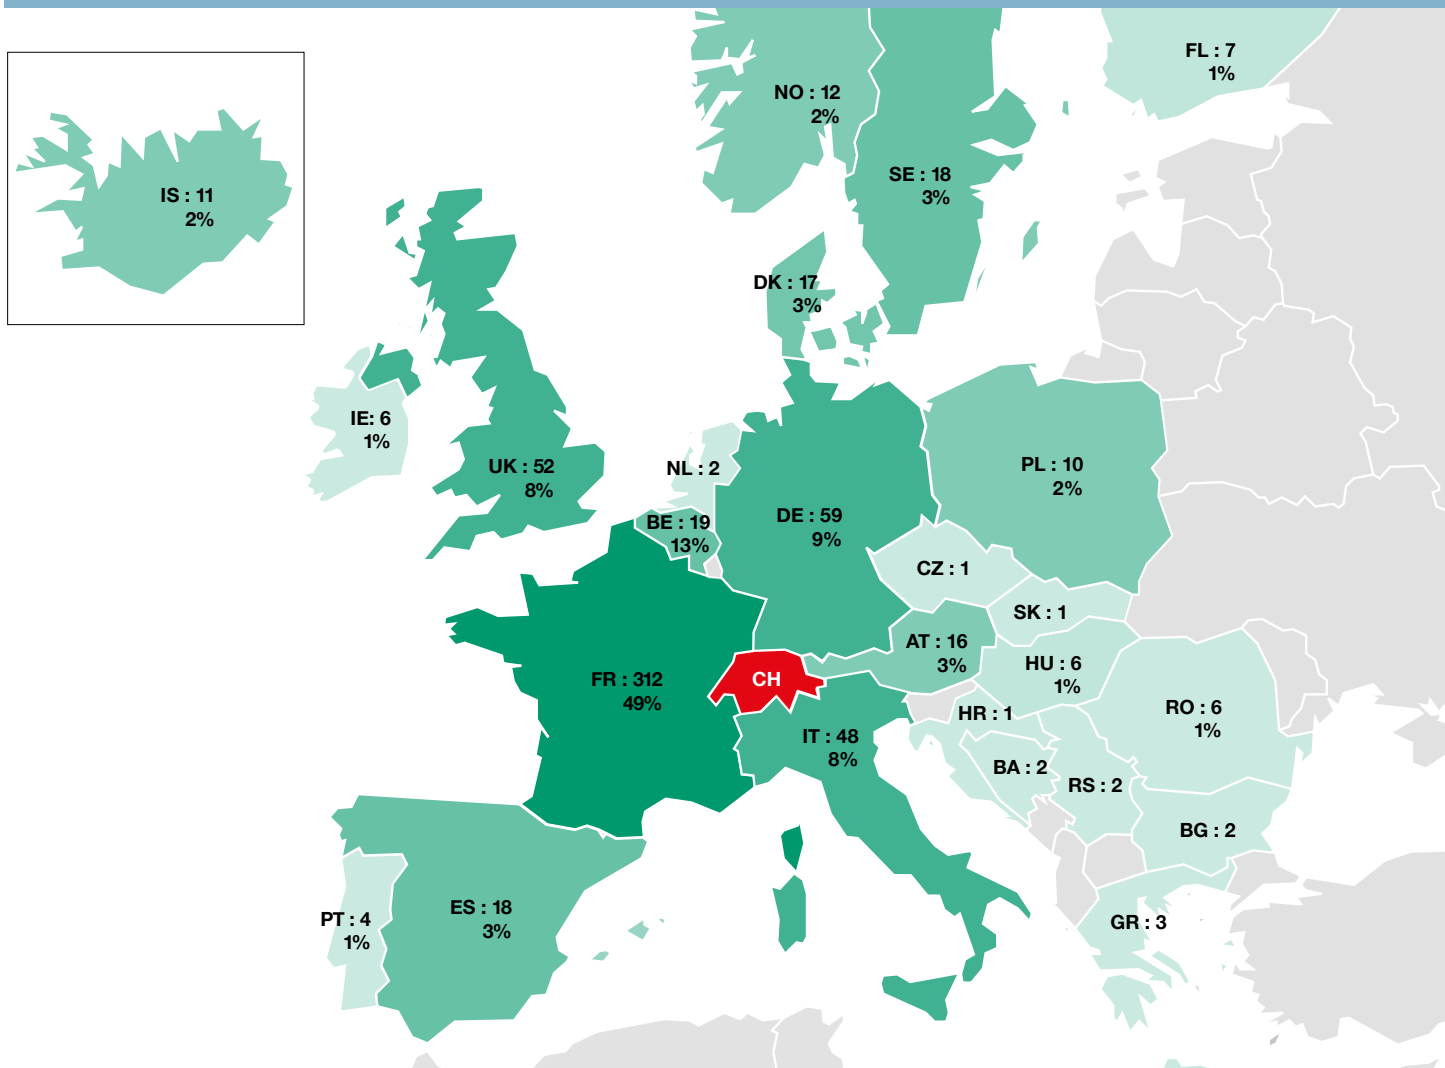 FL : 7
1%
NO : 12
2%
SE : 18
3%
IS : 11
2%
DK : 17
3%
IE: 6
1%
UK : 52
8%
NL : 2
PL : 10
2%
BE : 19
13%
DE : 59
9%
CZ : 1
SK : 1
AT : 16
3%
HU : 6
1%
FR : 312
49%
CH
HR : 1
RO : 6
1%
IT : 48
8%
BA : 2
RS : 2
BG : 2
PT : 4
1%
ES : 18
3%
GR : 3